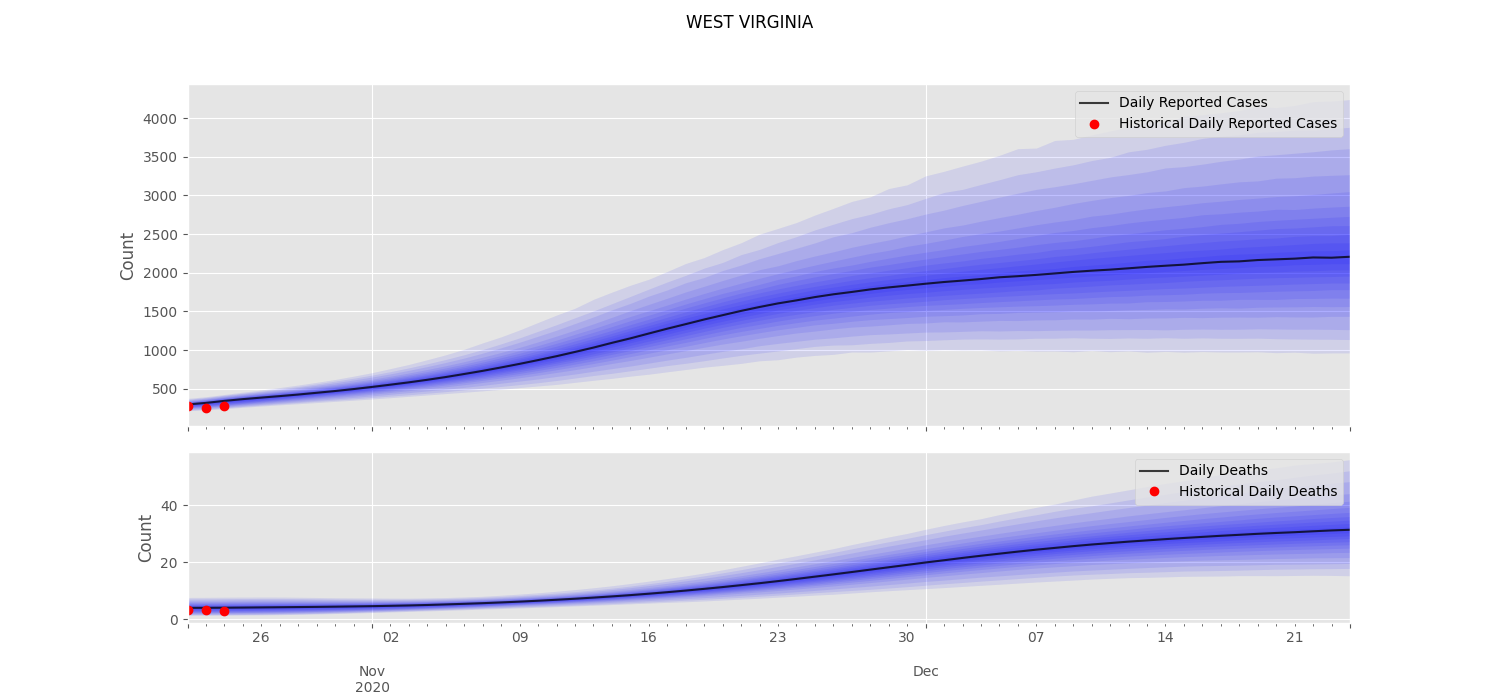 WEST VIRGINIA
Daily Reported Cases
Historical Daily Reported Cases
4000
3500
3000
2500
2000
1500
1000
500
Count
Daily Deaths
Historical Daily Deaths
40
20
0
Count
26 02 09 16 23 30 07 14 21
Nov Dec
2020